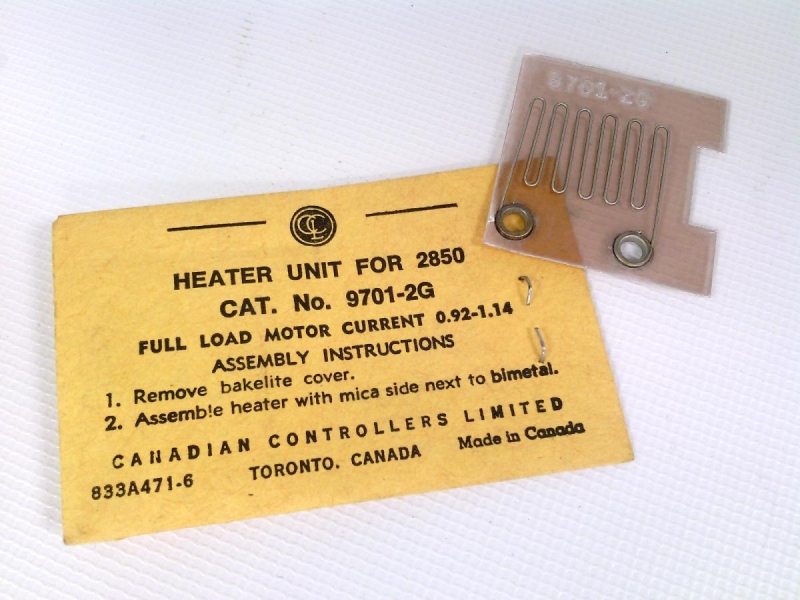 9701-2G
CCL
HEATER UNIT FOR 2850
CAT. No. 9701-2G
FULL LOAD MOTOR CURRENT 0.92-1.14
ASSEMBLY INSTRUCTIONS
1. Remove bakelite cover.
2. Assemble heater with mica side next to bimetal.
CANADIAN CONTROLLERS LIMITED
833A471-6 TORONTO, CANADA Made in Canada